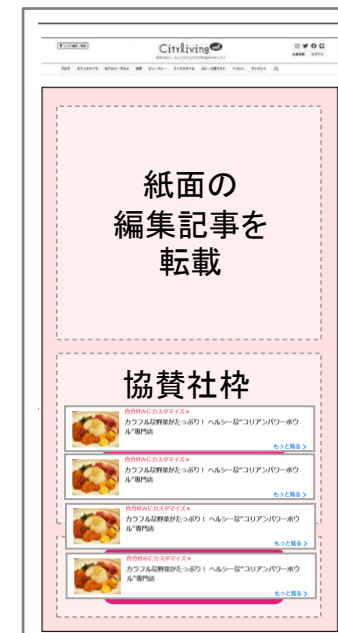 Cityliving
紙面の
編集記事を
転載
協賛社枠
自分好みにカスタマイズ★
カラフルな野菜がたっぷり！ ヘルシーな“コリアンパワーボウ
ル”専門店
もっと見る
自分好みにカスタマイズ★
カラフルな野菜がたっぷり！ ヘルシーな“コリアンパワーボウ
ル”専門店
もっと見る
自分好みにカスタマイズ★
カラフルな野菜がたっぷり！ ヘルシーな“コリアンパワーボウ
ル”専門店
もっと見る
自分好みにカスタマイズ★
カラフルな野菜がたっぷり！ ヘルシーな“コリアンパワーボウ
ル”専門店
もっと見る